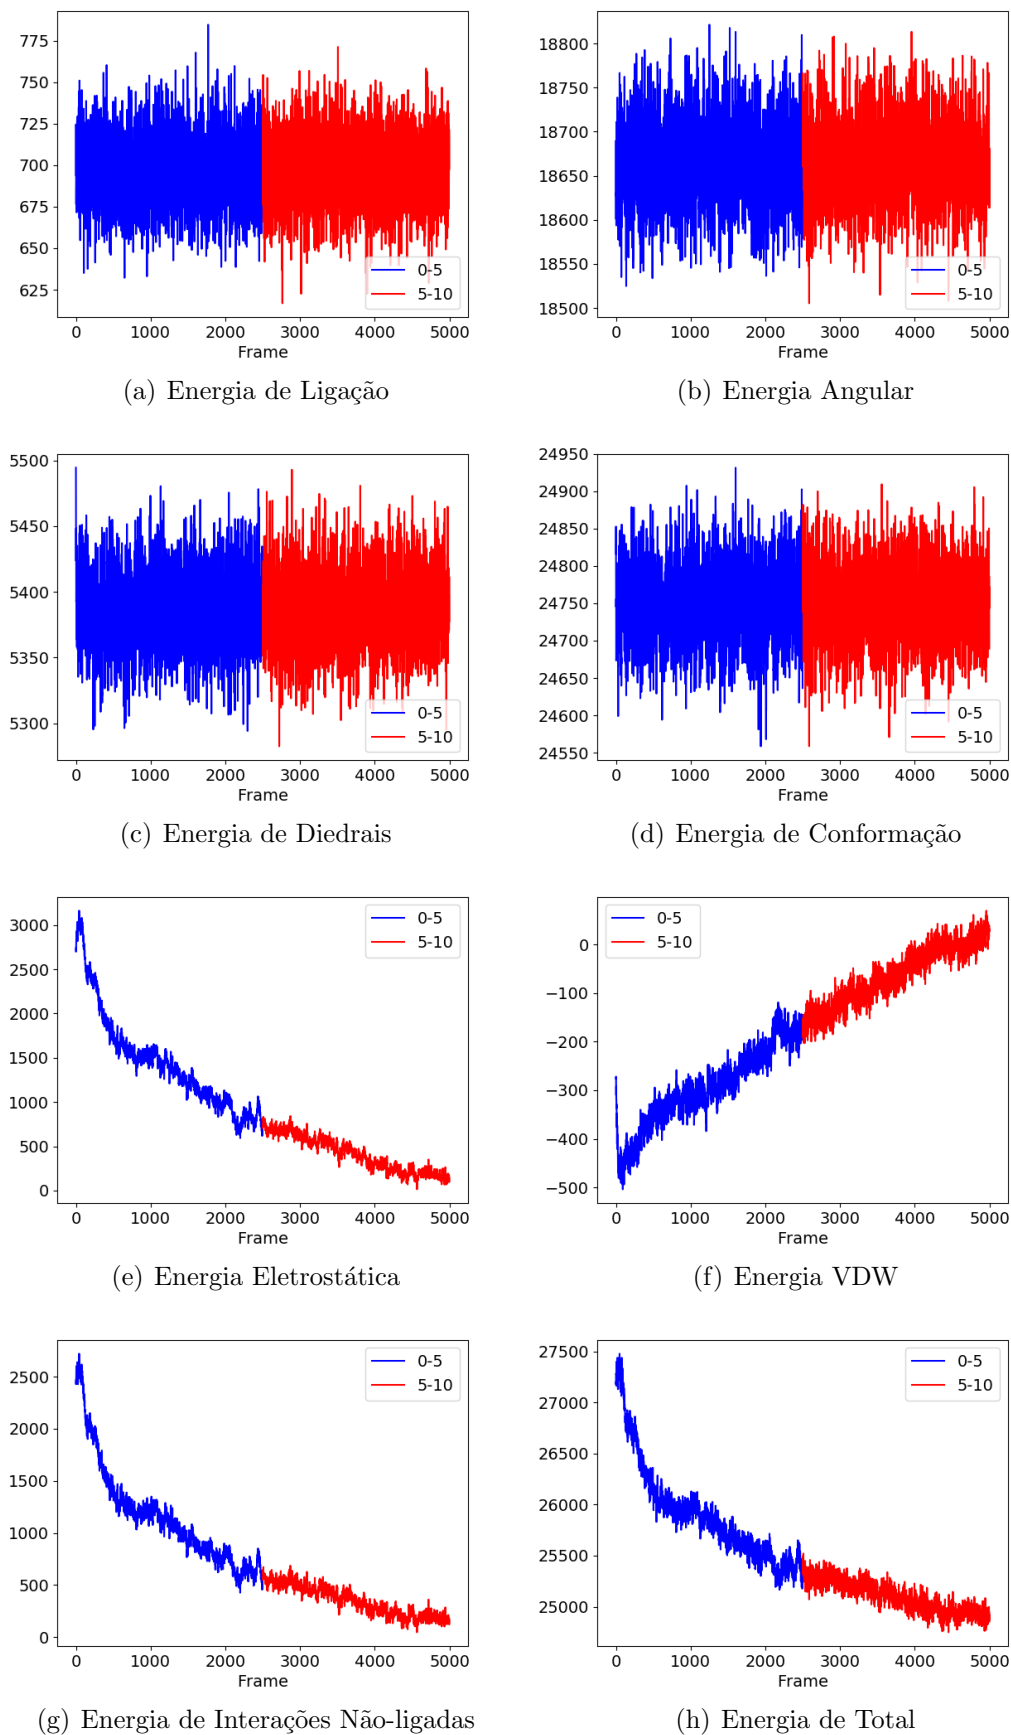 775
750
725
700
675
650
625
0-5
5-10
0 1000 2000 3000 4000 5000
Frame
(a) Energia de Ligação
18800
18750
18700
18650
18600
18550
18500
0-5
5-10
0 1000 2000 3000 4000 5000
Frame
(b) Energia Angular
5500
5450
5400
5350
5300
0-5
5-10
0 1000 2000 3000 4000 5000
Frame
(c) Energia de Diedrais
24950
24900
24850
24800
24750
24700
24650
24600
24550
0-5
5-10
0 1000 2000 3000 4000 5000
Frame
(d) Energia de Conformação
3000
2500
2000
1500
1000
500
0
0-5
5-10
0 1000 2000 3000 4000 5000
Frame
(e) Energia Eletrostática
0
−100
−200
−300
−400
−500
0-5
5-10
0 1000 2000 3000 4000 5000
Frame
(f) Energia VDW
2500
2000
1500
1000
500
0
0-5
5-10
0 1000 2000 3000 4000 5000
Frame
(g) Energia de Interações Não-ligadas
27500
27000
26500
26000
25500
25000
0-5
5-10
0 1000 2000 3000 4000 5000
Frame
(h) Energia de Total